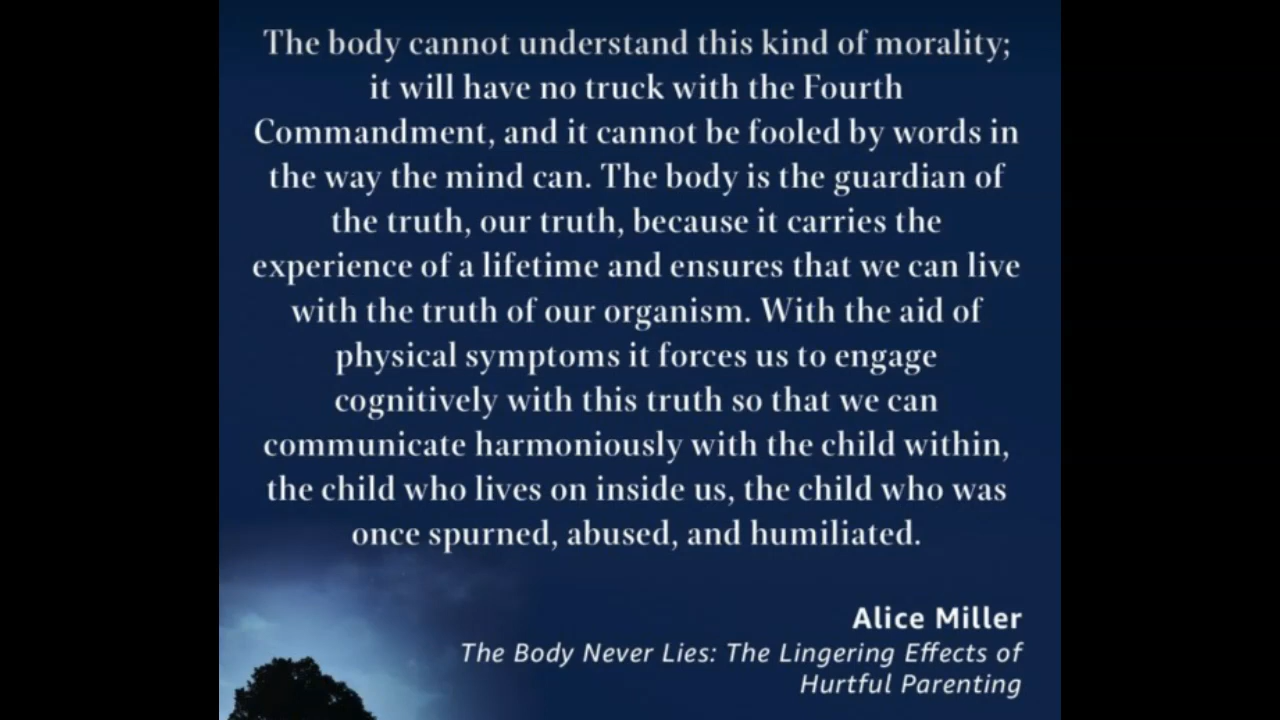 The body cannot understand this kind of morality;
it will have no truck with the Fourth
Commandment, and it cannot be fooled by words in
the way the mind can. The body is the guardian of
the truth, our truth, because it carries the
experience of a lifetime and ensures that we can live
with the truth of our organism. With the aid of
physical symptoms it forces us to engage
cognitively with this truth so that we can
communicate harmoniously with the child within,
the child who lives on inside us, the child who was
once spurned, abused, and humiliated.
Alice Miller
The Body Never Lies: The Lingering Effects of
Hurtful Parenting